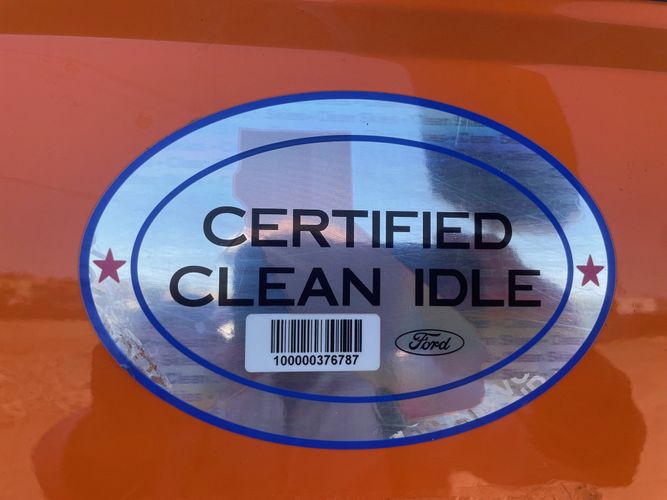 CERTIFIED
CLEAN IDLE
100000376787
Ford